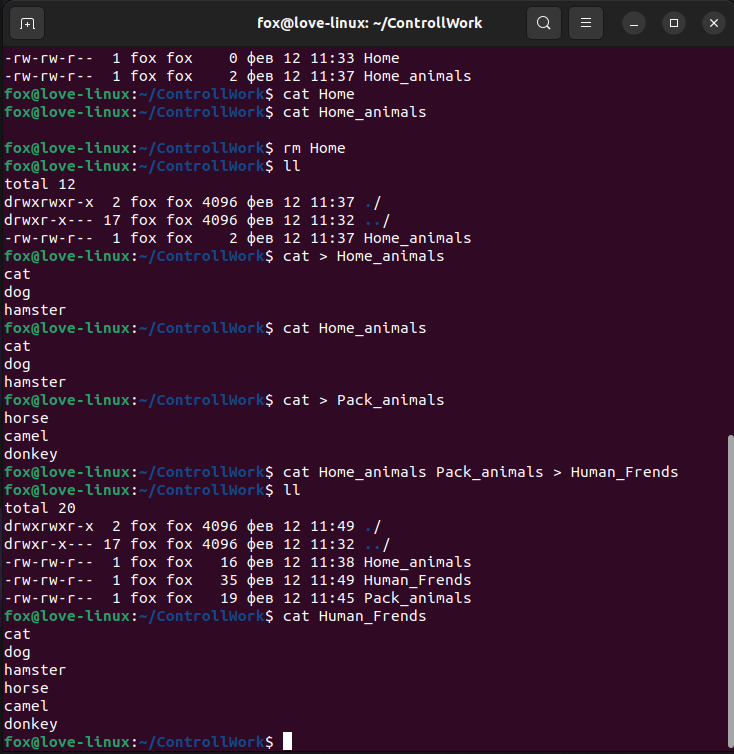 fox@love-linux: ~/ControllWork
-rw-rw-r--  1 fox fox    0 фев 12 11:33 Home
-rw-rw-r--  1 fox fox    2 фев 12 11:37 Home_animals
fox@love-linux:~/ControllWork$ cat Home
fox@love-linux:~/ControllWork$ cat Home_animals
fox@love-linux:~/ControllWork$ rm Home
fox@love-linux:~/ControllWork$ ll
total 12
drwxrwxr-x  2 fox fox 4096 фев 12 11:37 ./
drwxr-x--- 17 fox fox 4096 фев 12 11:32 ../
-rw-rw-r--  1 fox fox    2 фев 12 11:37 Home_animals
fox@love-linux:~/ControllWork$ cat > Home_animals
cat
dog
hamster
fox@love-linux:~/ControllWork$ cat Home_animals
cat
dog
hamster
fox@love-linux:~/ControllWork$ cat > Pack_animals
horse
camel
donkey
fox@love-linux:~/ControllWork$ cat Home_animals Pack_animals > Human_Frends
fox@love-linux:~/ControllWork$ ll
total 20
drwxrwxr-x  2 fox fox 4096 фев 12 11:49 ./
drwxr-x--- 17 fox fox 4096 фев 12 11:32 ../
-rw-rw-r--  1 fox fox   16 фев 12 11:38 Home_animals
-rw-rw-r--  1 fox fox   35 фев 12 11:49 Human_Frends
-rw-rw-r--  1 fox fox   19 фев 12 11:45 Pack_animals
fox@love-linux:~/ControllWork$ cat Human_Frends
cat
dog
hamster
horse
camel
donkey
fox@love-linux:~/ControllWork$